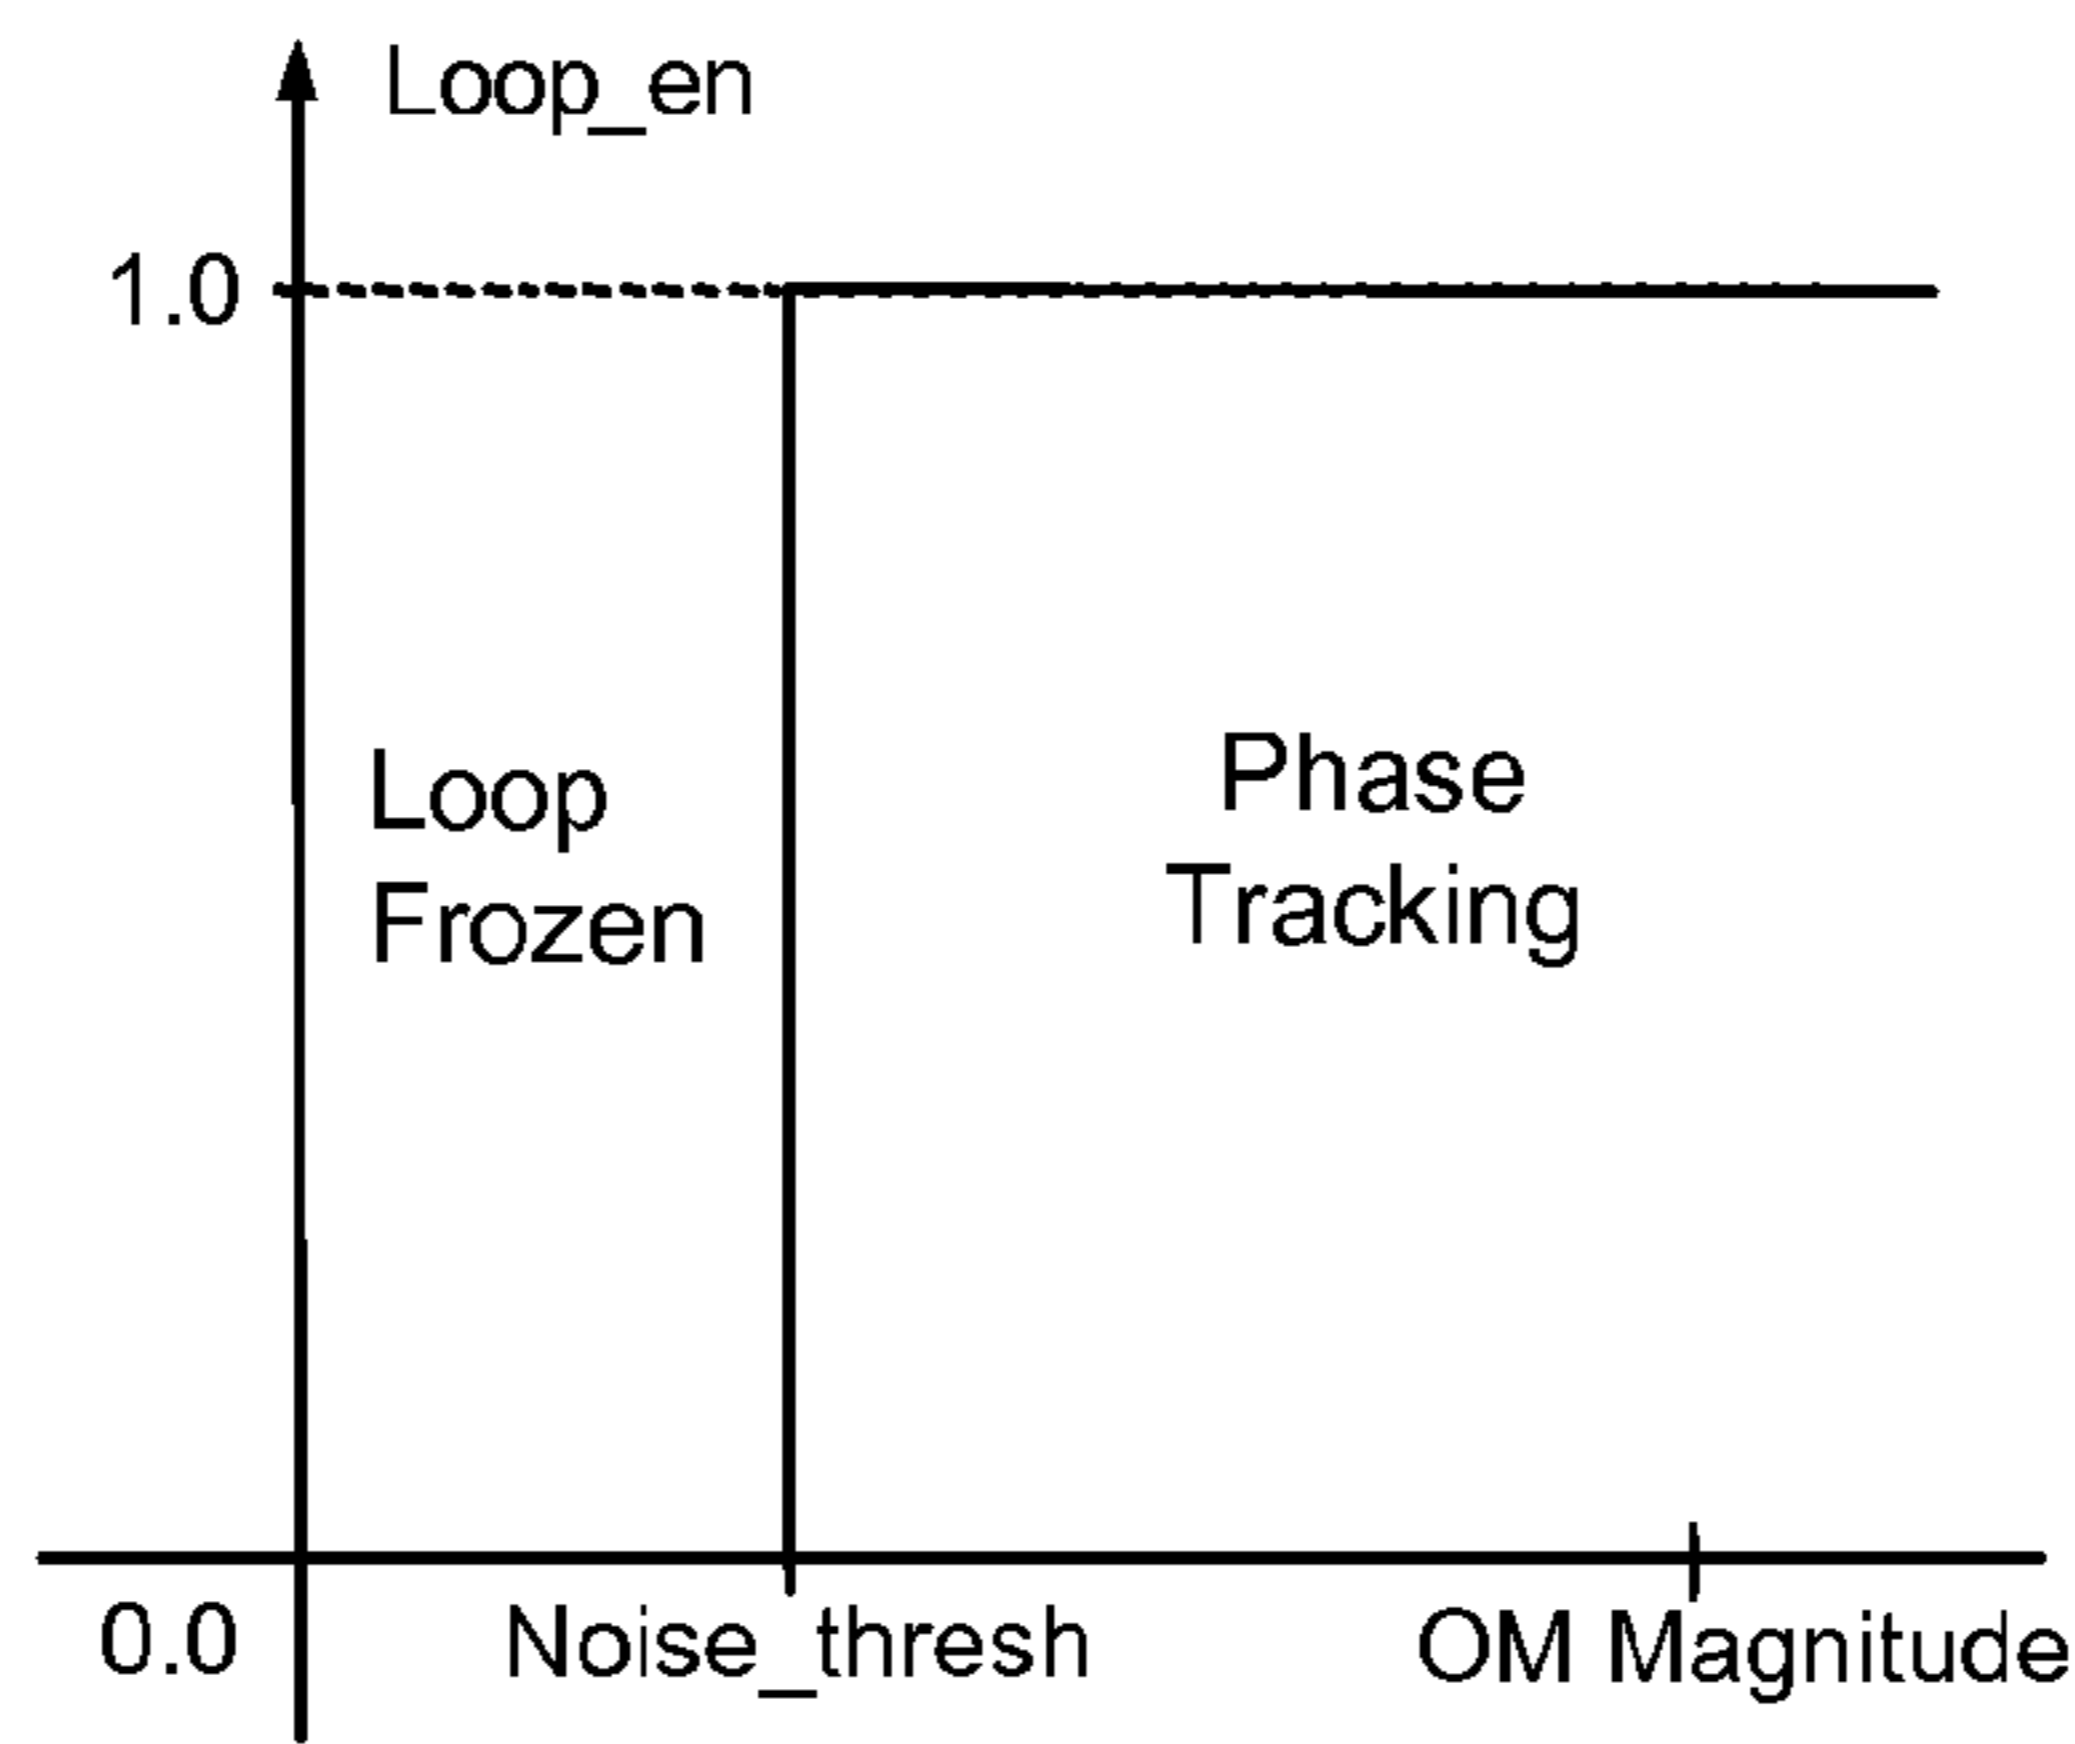 Loop_en
1.0
Loop
Frozen
Phase
Tracking
0.0
Noise_thresh
OM Magnitude